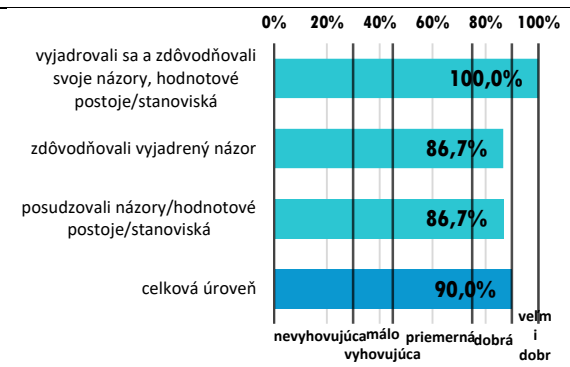 0% 20% 40% 60% 80% 100%
vyjadrovali sa a zdôvodňovali
svoje názory, hodnotové
postoje/stanoviská
100,0%
zdôvodňovali vyjadrený názor
86,7%
posudzovali názory/hodnotové
postoje/stanoviská
86,7%
celková úroveň
90,0%
nevyhovujúca
málo
vyhovujúca
priemerná
dobrá
veľm
i
dobr